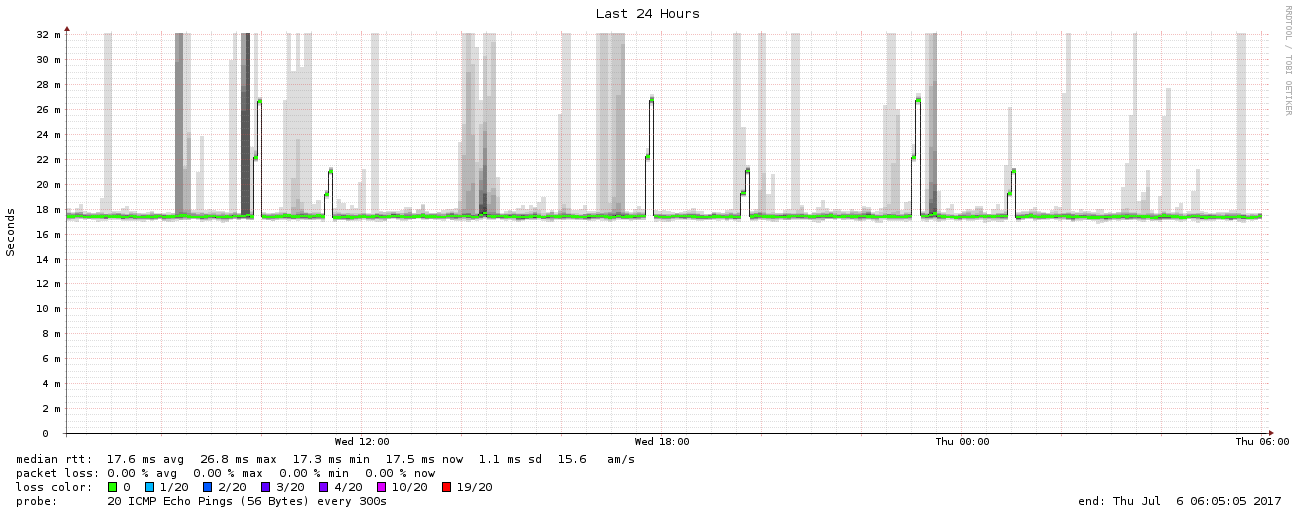 Last 24 Hours
RRDTOOL / TOBI OETIKER
32 m
30 m
28 m
26 m
24 m
22 m
20 m
18 m
16 m
14 m
12 m
10 m
8 m
6 m
4 m
2 m
0
Seconds
Wed 12:00 Wed 18:00 Thu 00:00 Thu 06:00
median rtt: 17.6 ms avg 26.8 ms max 17.3 ms min 17.5 ms now 1.1 ms sd 15.6 am/s
packet loss: 0.00 % avg 0.00 % max 0.00 % min 0.00 % now
loss color: 0 1/20 2/20 3/20 4/20 10/20 19/20
probe: 20 ICMP Echo Pings (56 Bytes) every 300s end: Thu Jul 6 06:05:05 2017